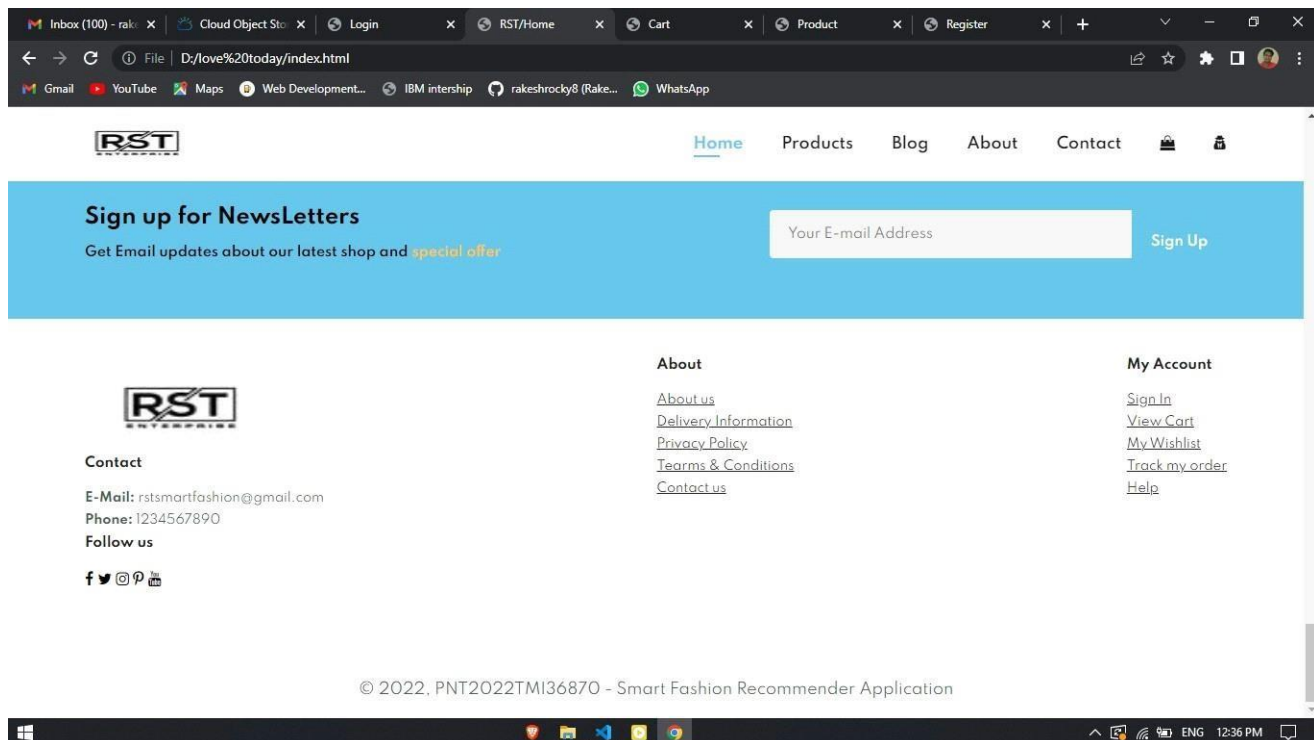 Inbox (100) - rak
Cloud Object Sto
Login
RST/Home
Cart
Product
Register
File | D:/love%20today/index.html
Gmail
YouTube
Maps
Web Development...
IBM intership
rakeshrocky8 (Rake...
WhatsApp
RST
ENTERPRISE
Home
Products
Blog
About
Contact
Sign up for NewsLetters
Get Email updates about our latest shop and special offer
Your E-mail Address
Sign Up
RST
ENTERPRISE
Contact
E-Mail: rstsmartfashion@gmail.com
Phone: 1234567890
Follow us
You
Tube
About
About us
Delivery Information
Privacy Policy
Tearms & Conditions
Contact us
My Account
Sign In
View Cart
My Wishlist
Track my order
Help
© 2022, PNT2022TMI36870 - Smart Fashion Recommender Application
ENG 12:36 PM